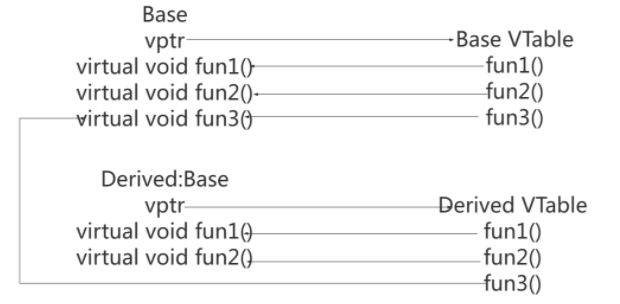 Base
vptr Base VTable
virtual void fun1() fun1()
virtual void fun2() fun2()
virtual void fun3() fun3()
Derived:Base
vptr Derived VTable
virtual void fun1() fun1()
virtual void fun2() fun2()
fun3()